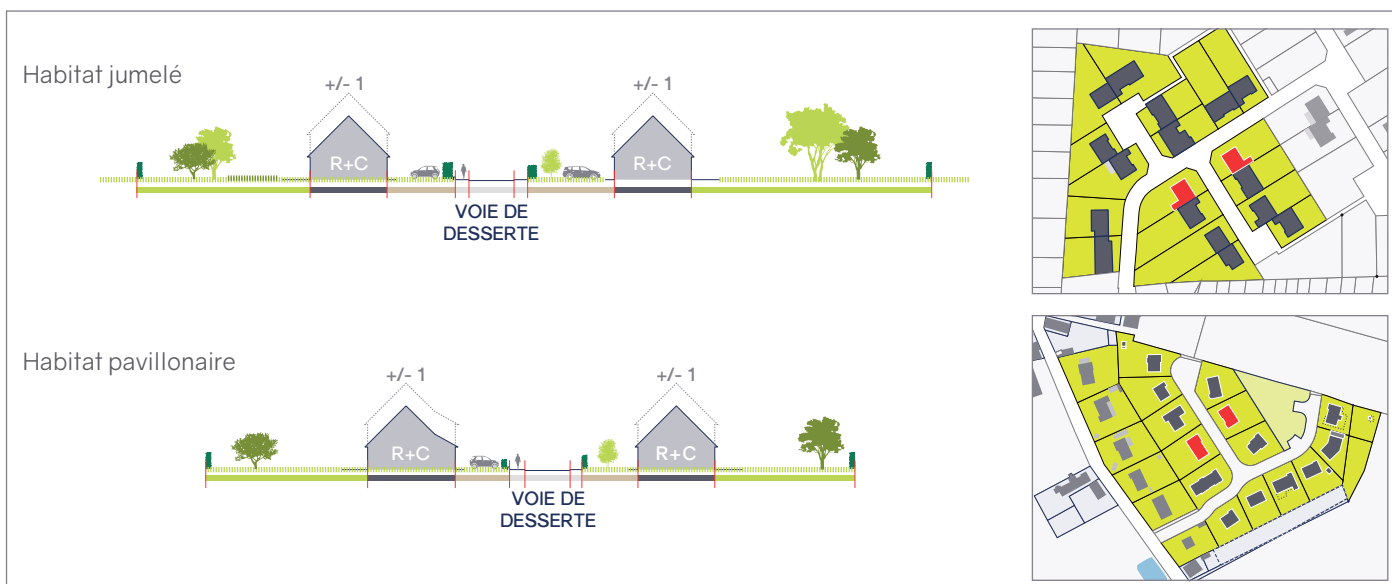 Habitat jumelé
+/- 1
+/- 1
R+C
R+C
VOIE DE
DESSERTE
Habitat pavillonaire
+/- 1
+/- 1
R+C
R+C
VOIE DE
DESSERTE